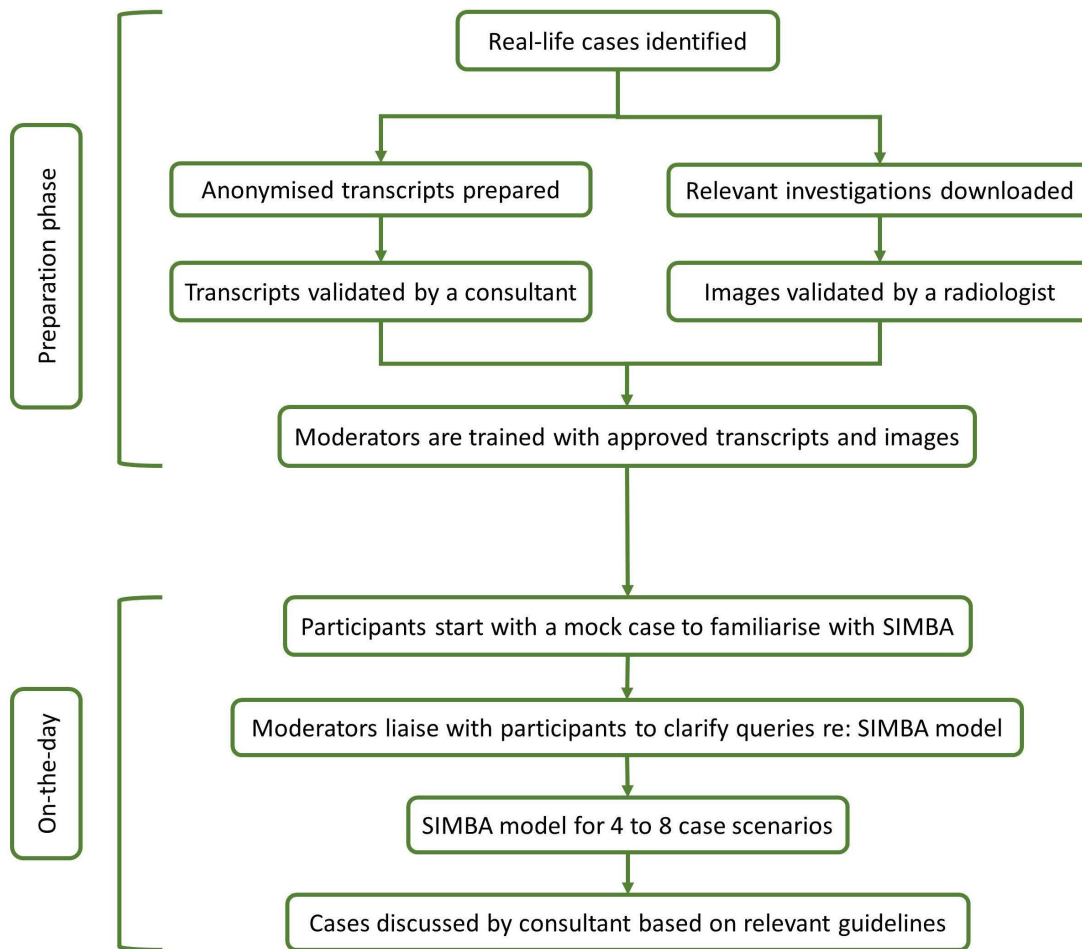 Real-life cases identified
Preparation phase
Anonymised transcripts prepared
Relevant investigations downloaded
Transcripts validated by a consultant
Images validated by a radiologist
Moderators are trained with approved transcripts and images
On-the-day
Participants start with a mock case to familiarise with SIMBA
Moderators liaise with participants to clarify queries re: SIMBA model
SIMBA model for 4 to 8 case scenarios
Cases discussed by consultant based on relevant guidelines